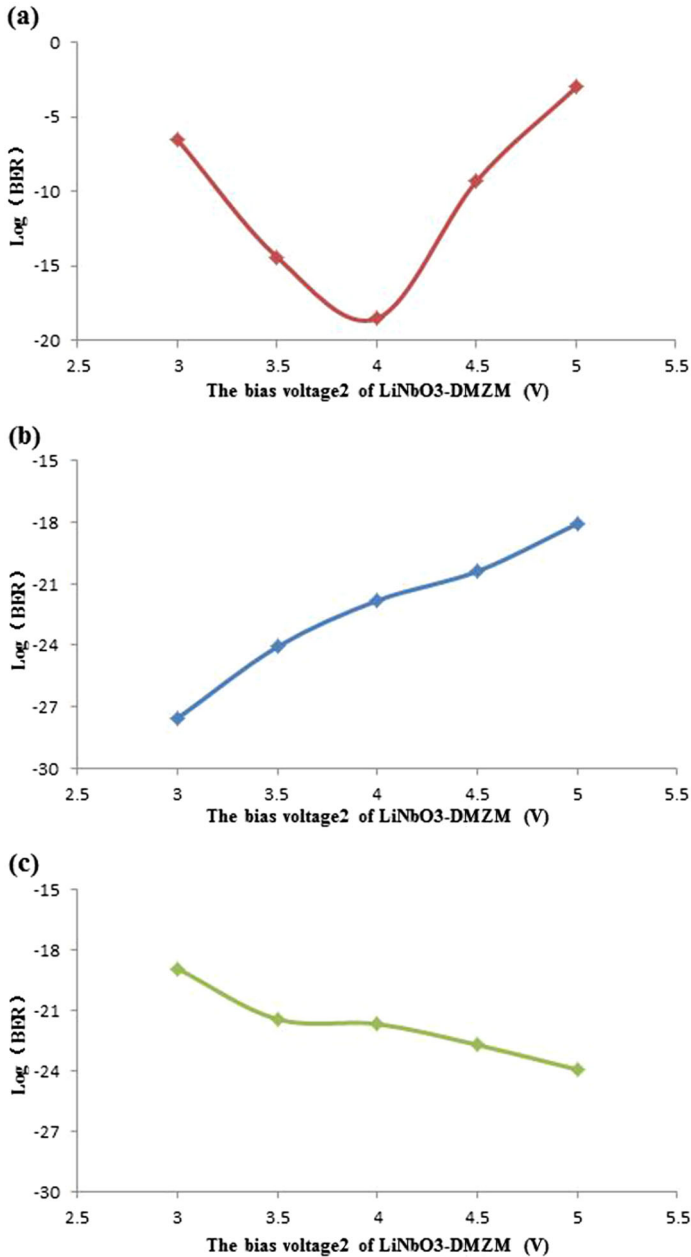 (a)
0
-5
-10
-15
-20
Log（BER）
2.5 3 3.5 4 4.5 5 5.5
The bias voltage2 of LiNbO3-DMZM (V)
(b)
-15
-18
-21
-24
-27
-30
Log（BER）
2.5 3 3.5 4 4.5 5 5.5
The bias voltage2 of LiNbO3-DMZM (V)
(c)
-15
-18
-21
-24
-27
-30
Log（BER）
2.5 3 3.5 4 4.5 5 5.5
The bias voltage2 of LiNbO3-DMZM (V)